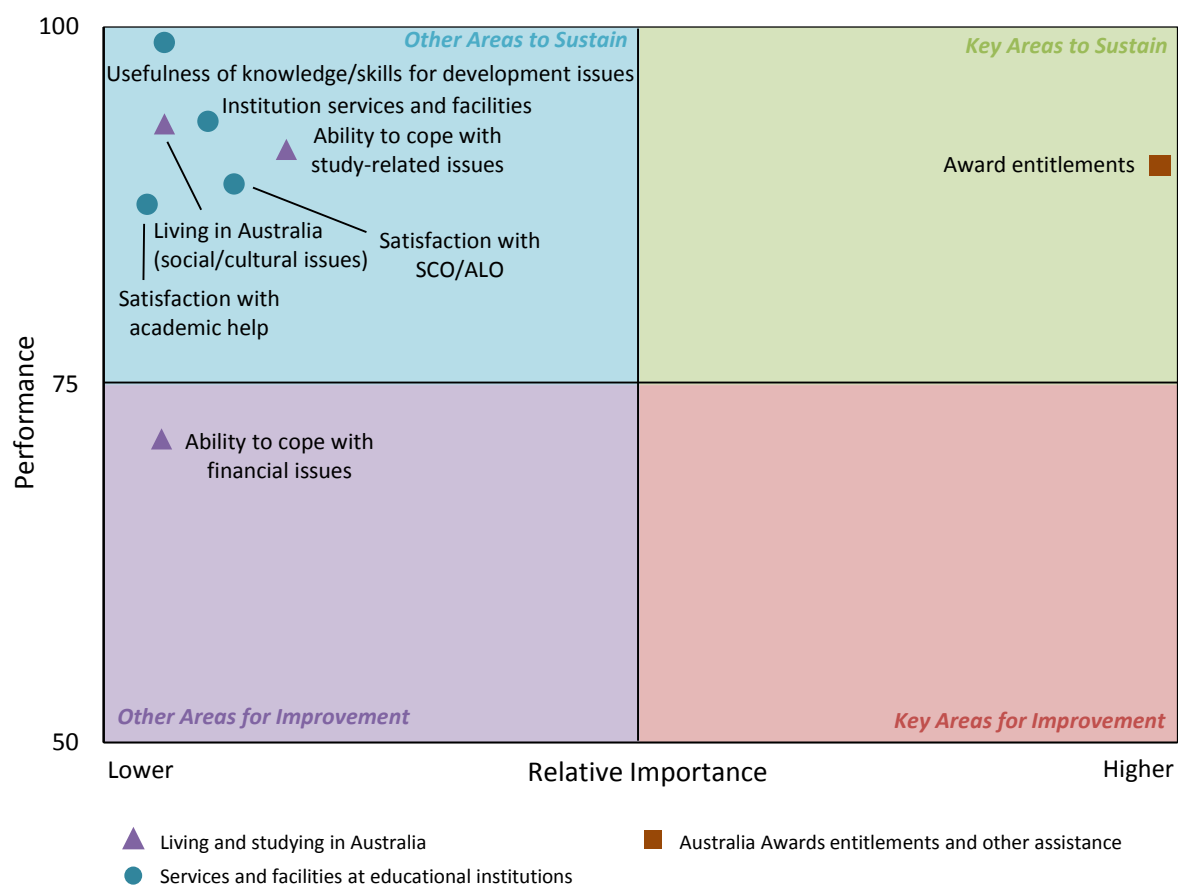 100
Other Areas to Sustain
Key Areas to Sustain
Usefulness of knowledge/skills for development issues
Institution services and facilities
Ability to cope with
study-related issues
Award entitlements
Living in Australia
(social/cultural issues)
Satisfaction with
SCO/ALO
Satisfaction with
academic help
Performance
75
Ability to cope with
financial issues
Other Areas for Improvement
Key Areas for Improvement
50
Lower
Relative Importance
Higher
Living and studying in Australia
Australia Awards entitlements and other assistance
Services and facilities at educational institutions